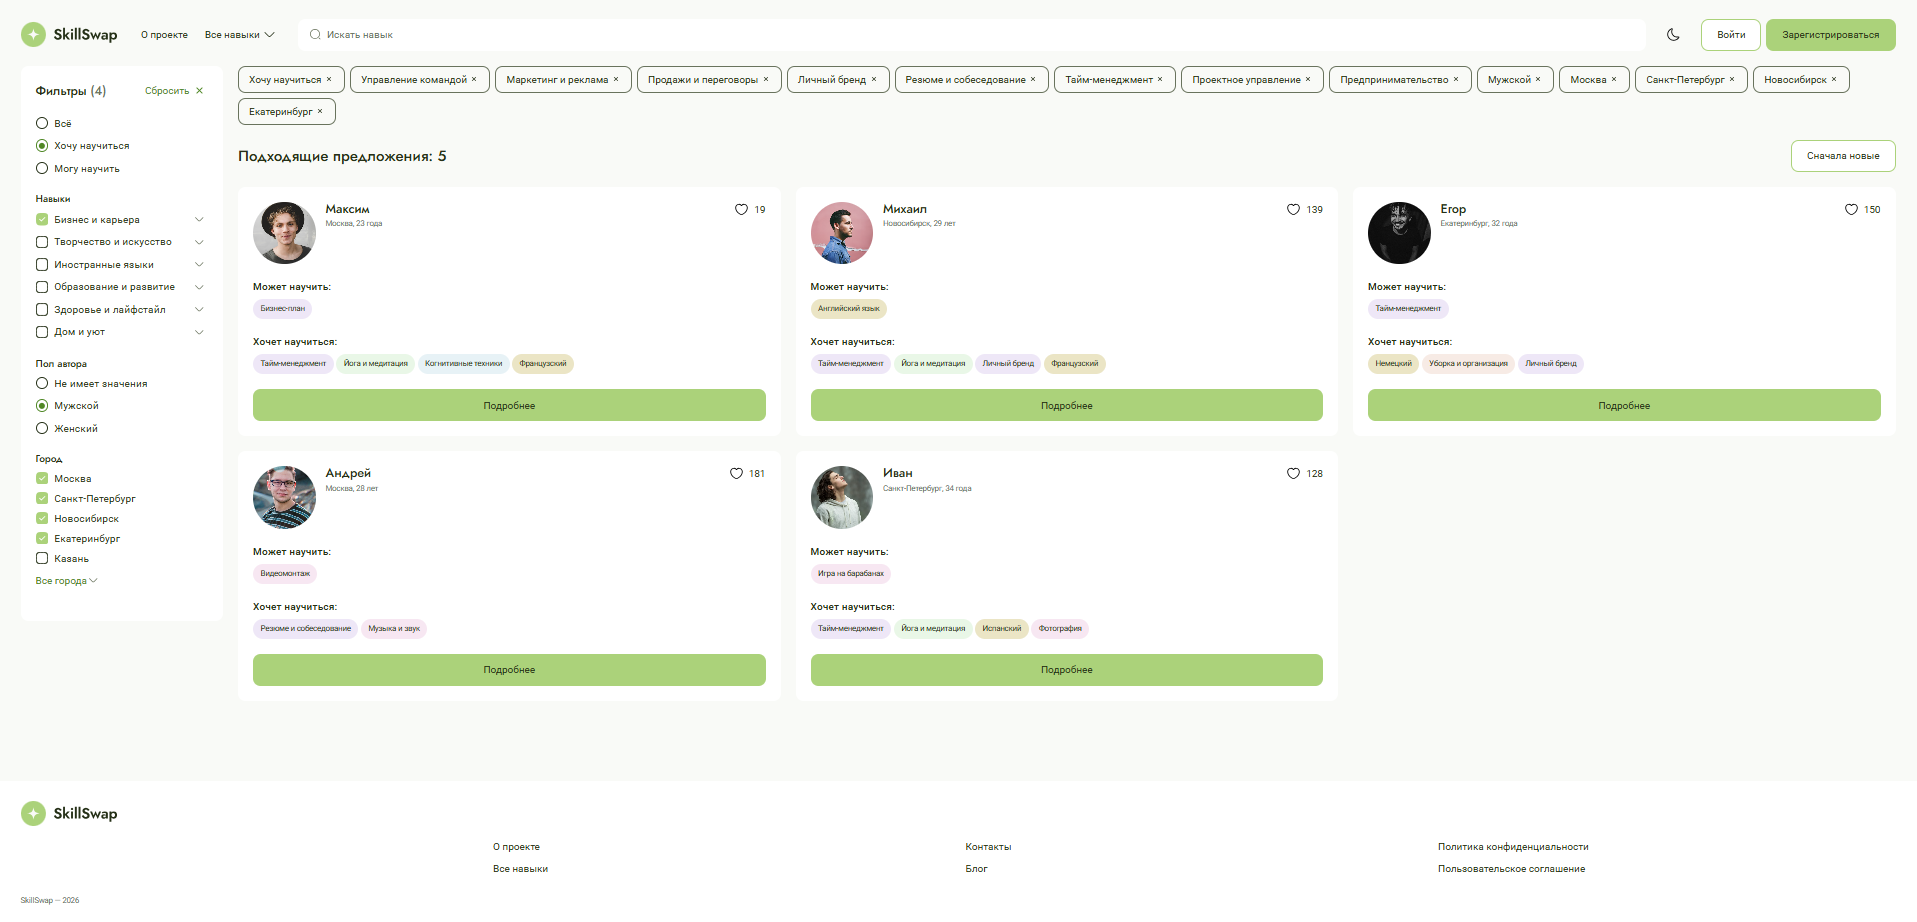 SkillSwap О проекте Все навыки Искать навык Войти Зарегистрироваться
Фильтры (4) Сбросить ×
Всё
Хочу научиться
Могу научить
Навыки
Бизнес и карьера
Творчество и искусство
Иностранные языки
Образование и развитие
Здоровье и лайфстайл
Дом и уют
Пол автора
Не имеет значения
Мужской
Женский
Город
Москва
Санкт-Петербург
Новосибирск
Екатеринбург
Казань
Все города
Хочу научиться × Управление командой × Маркетинг и реклама × Продажи и переговоры × Личный бренд × Резюме и собеседование × Тайм-менеджмент × Проектное управление × Предпринимательство × Мужской × Москва × Санкт-Петербург × Новосибирск ×
Екатеринбург ×
Подходящие предложения: 5 Сначала новые
Максим 19
Москва, 23 года
Может научить:
Бизнес-план
Хочет научиться:
Тайм-менеджмент Йога и медитация Когнитивные техники Французский
Подробнее
Михаил 139
Новосибирск, 29 лет
Может научить:
Английский язык
Хочет научиться:
Тайм-менеджмент Йога и медитация Личный бренд Французский
Подробнее
Егор 150
Екатеринбург, 32 года
Может научить:
Тайм-менеджмент
Хочет научиться:
Немецкий Уборка и организация Личный бренд
Подробнее
Андрей 181
Москва, 28 лет
Может научить:
Видеомонтаж
Хочет научиться:
Резюме и собеседование Музыка и звук
Подробнее
Иван 128
Санкт-Петербург, 34 года
Может научить:
Игра на барабанах
Хочет научиться:
Тайм-менеджмент Йога и медитация Испанский Фотография
Подробнее
SkillSwap
О проекте Контакты Политика конфиденциальности
Все навыки Блог Пользовательское соглашение
SkillSwap – 2026